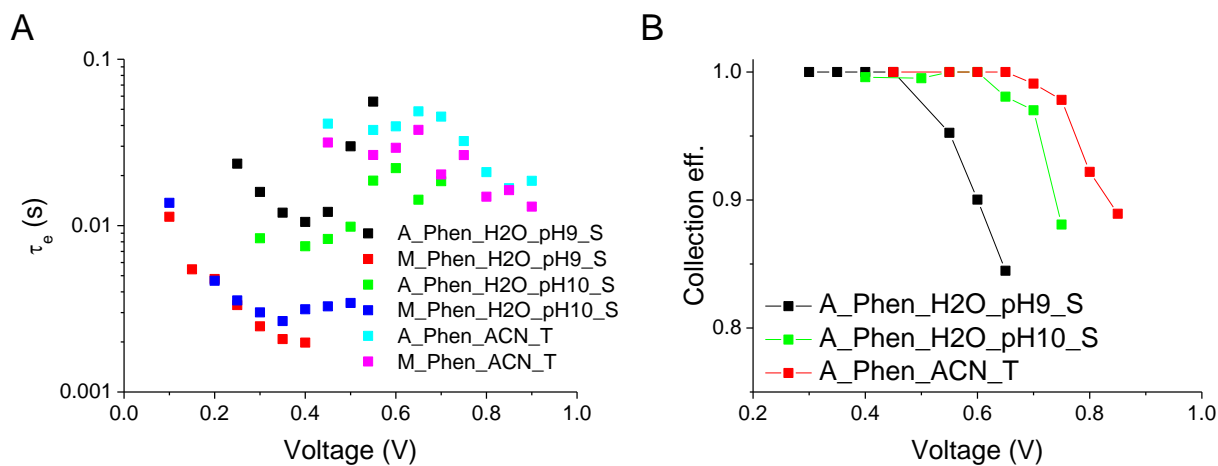 A
0.1
0.01
0.001
τe (s)
0.0
0.2
0.4
0.6
0.8
1.0
Voltage (V)
A_Phen_H2O_pH9_S
M_Phen_H2O_pH9_S
A_Phen_H2O_pH10_S
M_Phen_H2O_pH10_S
A_Phen_ACN_T
M_Phen_ACN_T
B
1.0
0.9
0.8
Collection eff.
0.2
0.4
0.6
0.8
1.0
Voltage (V)
A_Phen_H2O_pH9_S
A_Phen_H2O_pH10_S
A_Phen_ACN_T